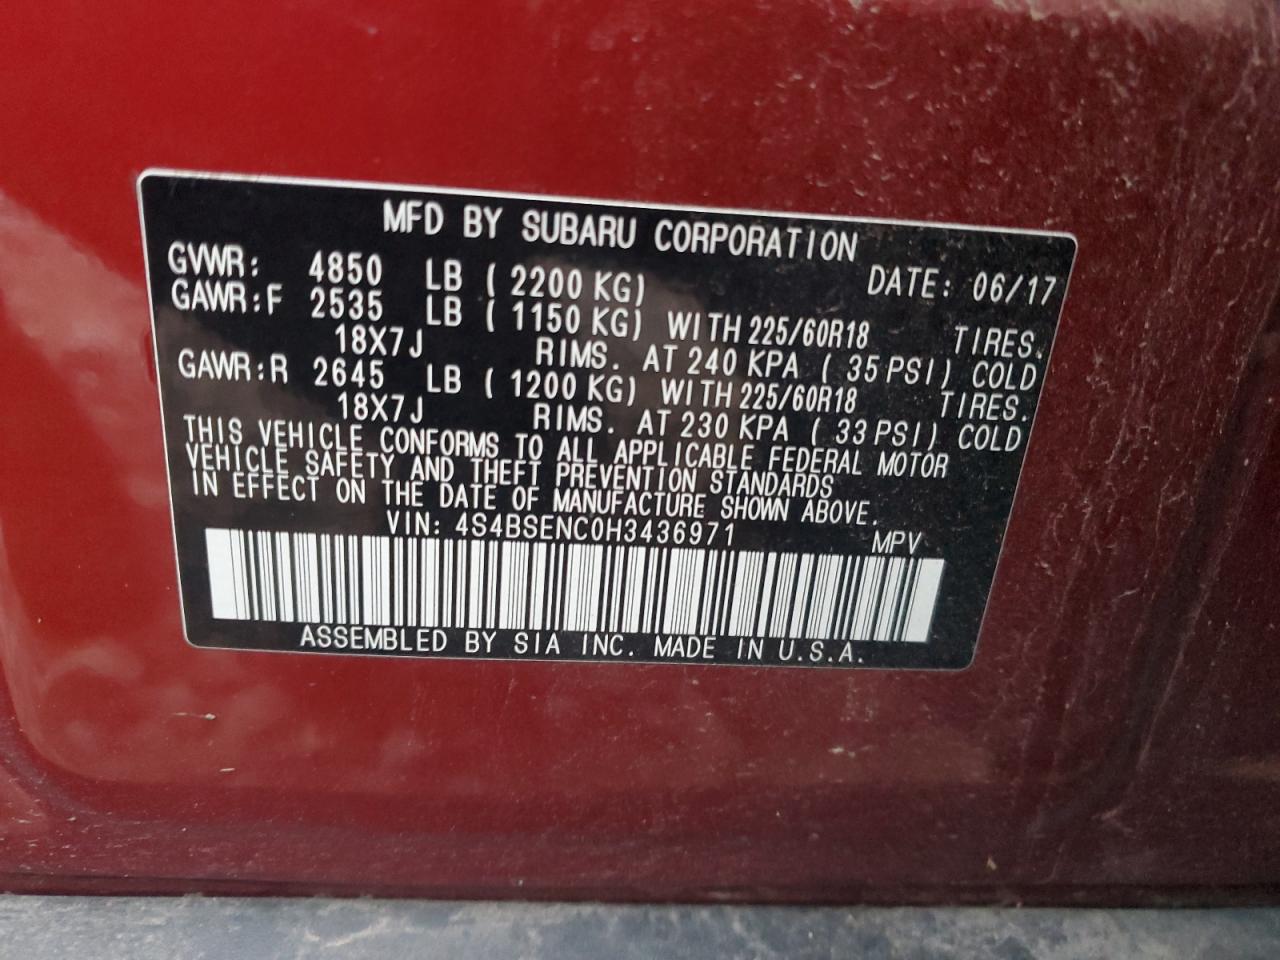 MFD BY SUBARU CORPORATION
GVWR: 4850 LB ( 2200 KG) DATE: 06/17
GAWR:F 2535 LB ( 1150 KG) WITH 225/60R18 TIRES.
18X7J RIMS. AT 240 KPA ( 35 PSI) COLD
GAWR:R 2645 LB ( 1200 KG) WITH 225/60R18 TIRES.
18X7J RIMS. AT 230 KPA ( 33 PSI) COLD
THIS VEHICLE CONFORMS TO ALL APPLICABLE FEDERAL MOTOR
VEHICLE SAFETY AND THEFT PREVENTION STANDARDS
IN EFFECT ON THE DATE OF MANUFACTURE SHOWN ABOVE.
VIN: 4S4BSENC0H3436971 MPV
ASSEMBLED BY SIA INC. MADE IN U.S.A.